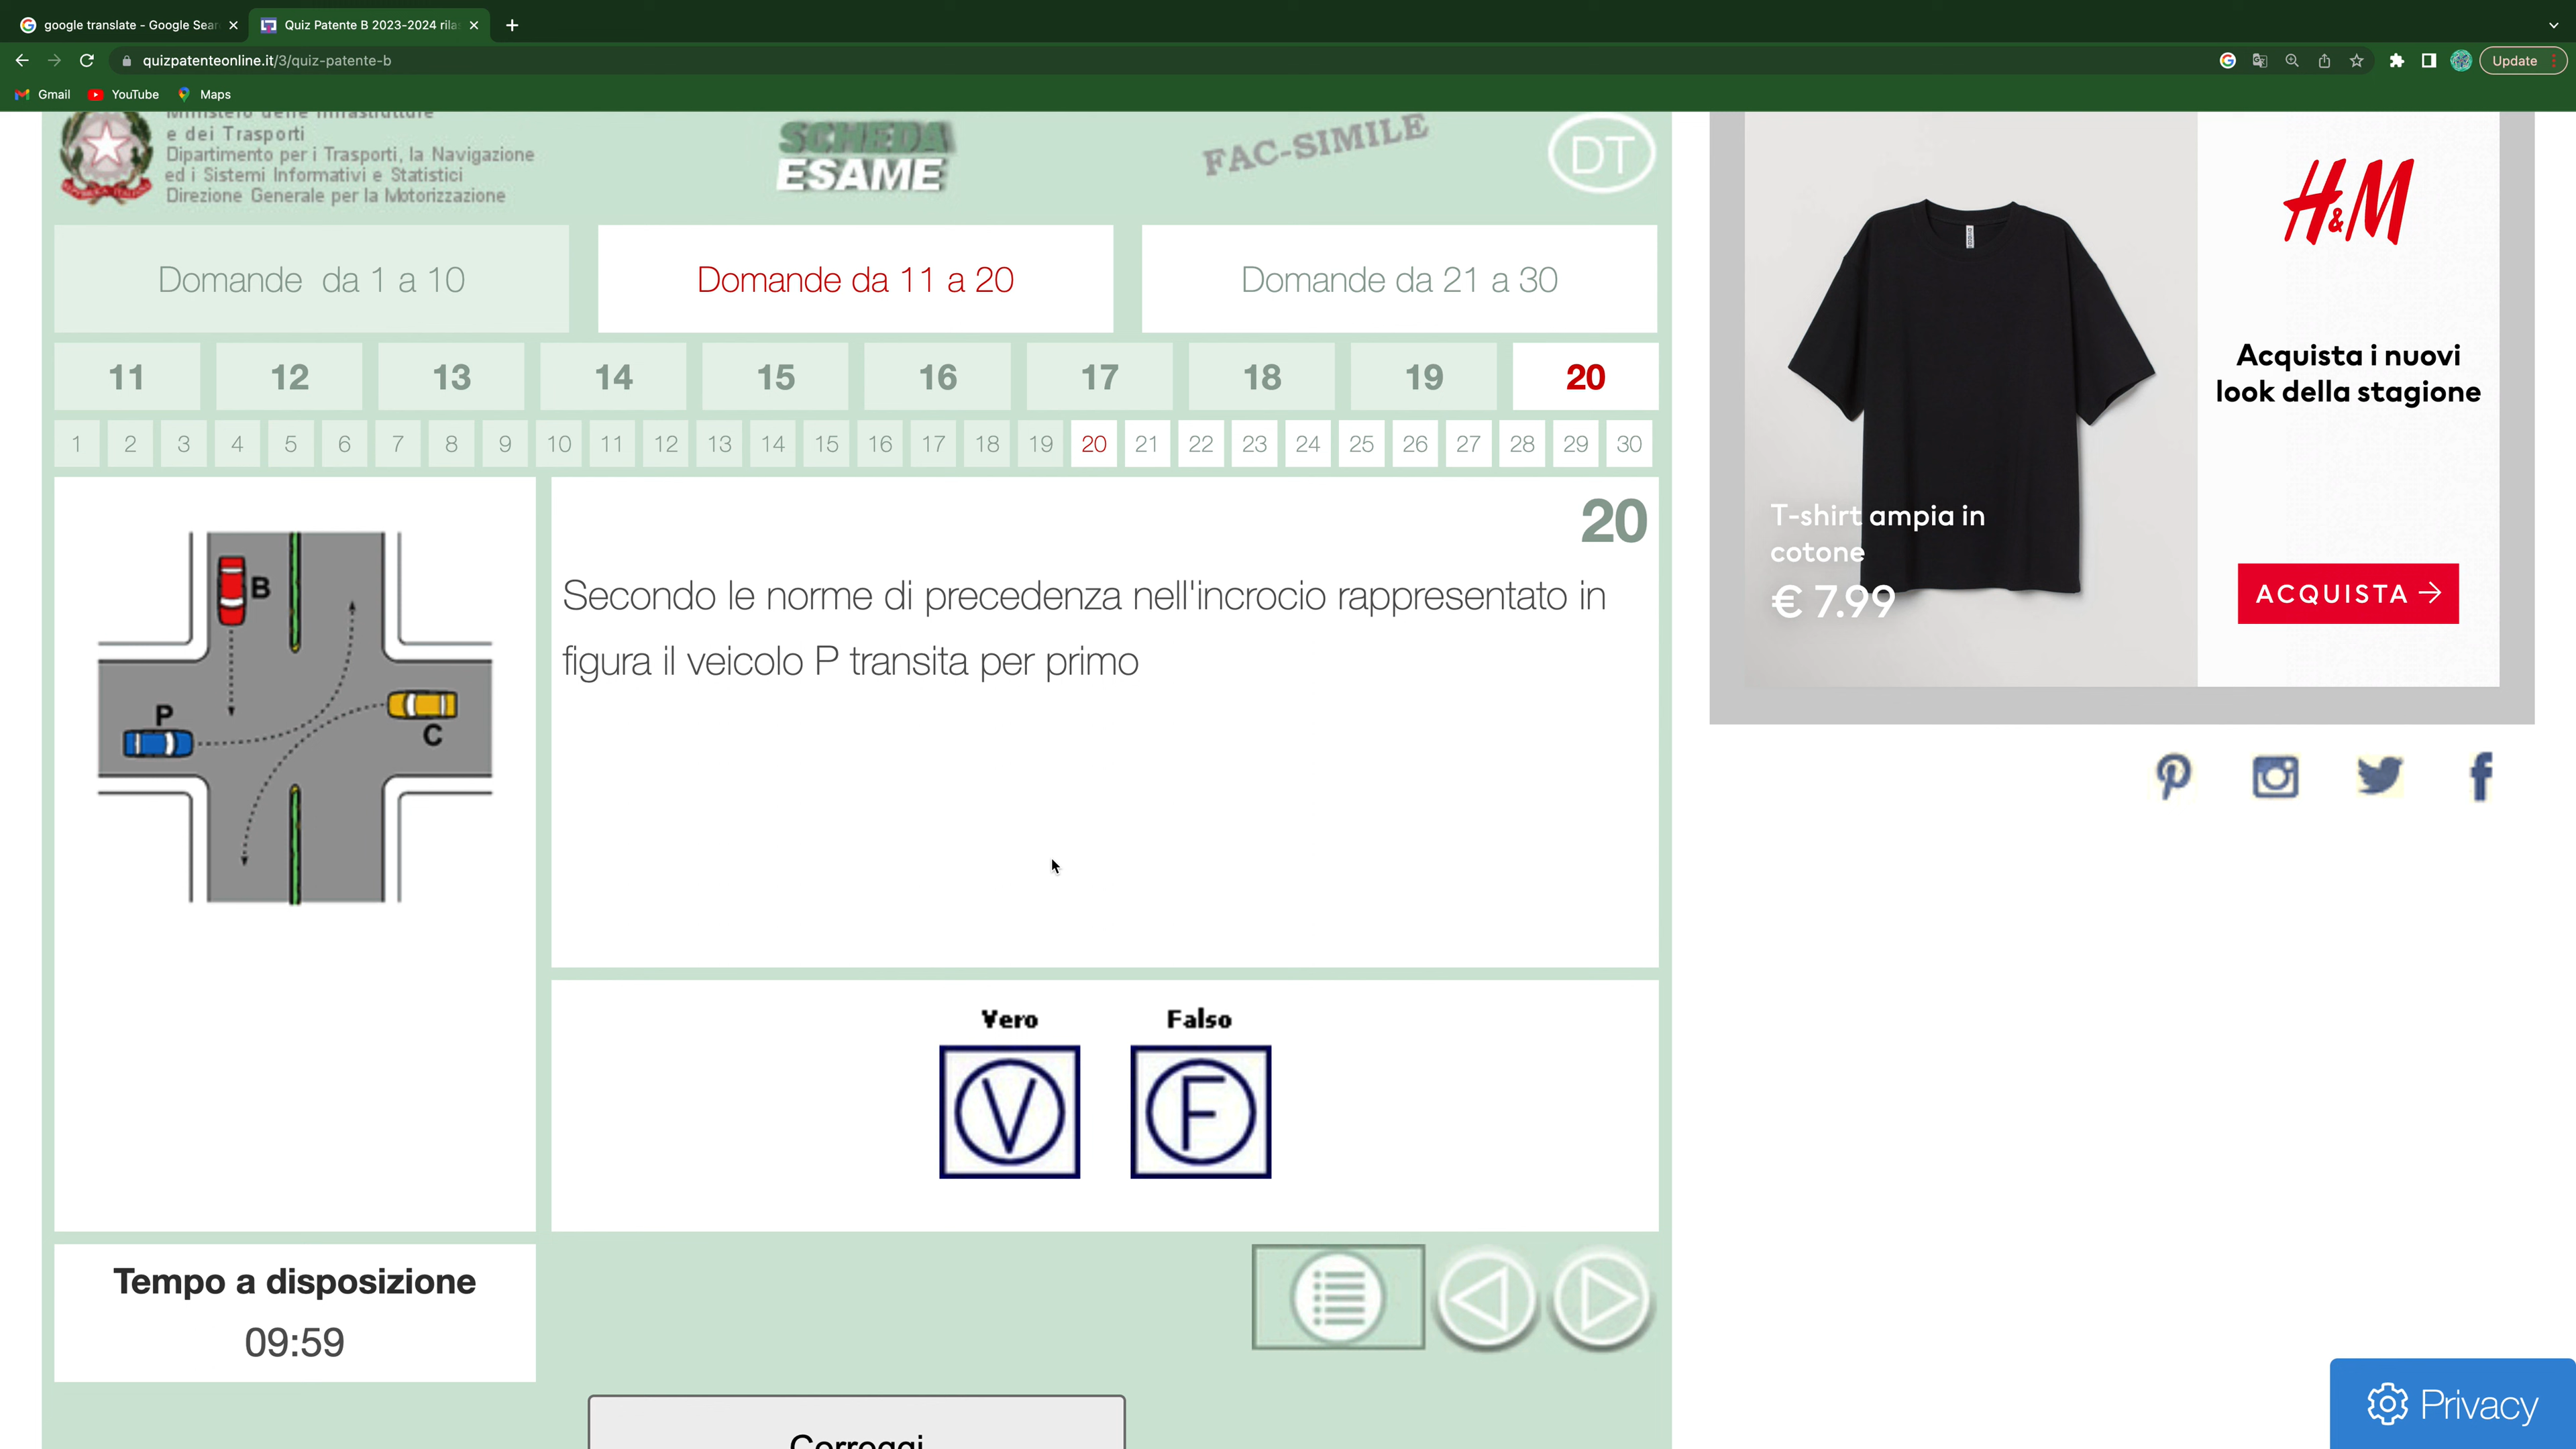 google translate - Google Sear
Quiz Patente B 2023-2024 rila
quizpatenteonline.it/3/quiz-patente-b
Update
Gmail
YouTube
Maps
Ministero delle Infrastrutture
e dei Trasporti
Dipartimento per i Trasporti, la Navigazione
ed i Sistemi Informativi e Statistici
Direzione Generale per la Motorizzazione
SCHEDA
ESAME
FAC-SIMILE
DT
Domande da 1 a 10
Domande da 11 a 20
Domande da 21 a 30
11 12 13 14 15 16 17 18 19 20
1 2 3 4 5 6 7 8 9 10 11 12 13 14 15 16 17 18 19 20 21 22 23 24 25 26 27 28 29 30
B
P
C
20
Secondo le norme di precedenza nell'incrocio rappresentato in
figura il veicolo P transita per primo
Vero
Falso
V
F
Tempo a disposizione
09:59
Correggi
H&M
Acquista i nuovi
look della stagione
T-shirt ampia in
cotone
€ 7.99
ACQUISTA
Privacy